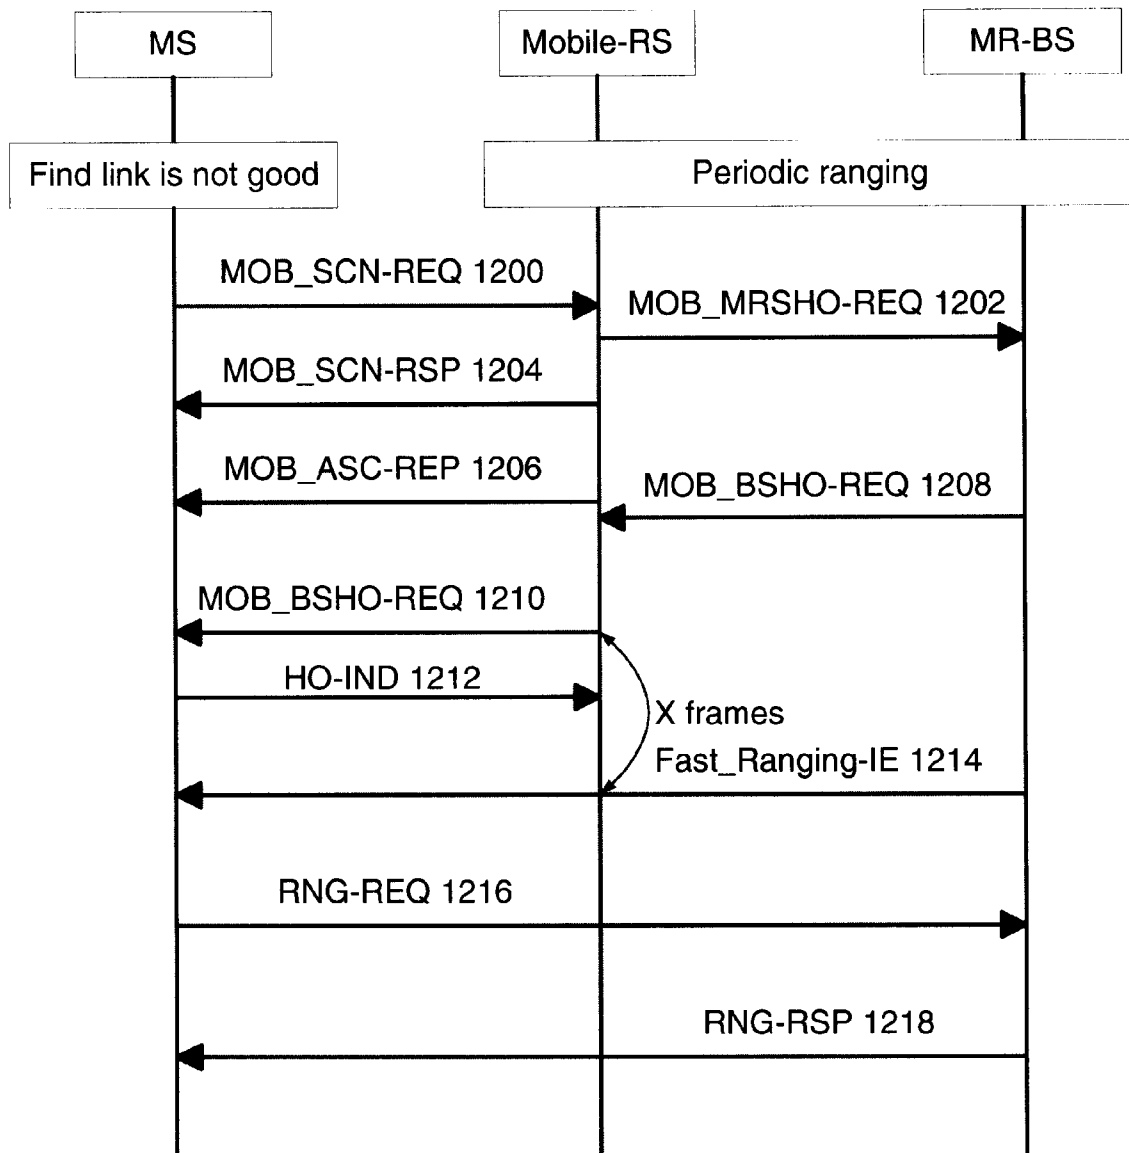 MS
Mobile-RS
MR-BS
Find link is not good
Periodic ranging
MOB_SCN-REQ 1200
MOB_MRSHO-REQ 1202
MOB_SCN-RSP 1204
MOB_ASC-REP 1206
MOB_BSHO-REQ 1208
MOB_BSHO-REQ 1210
HO-IND 1212
X frames
Fast_Ranging-IE 1214
RNG-REQ 1216
RNG-RSP 1218